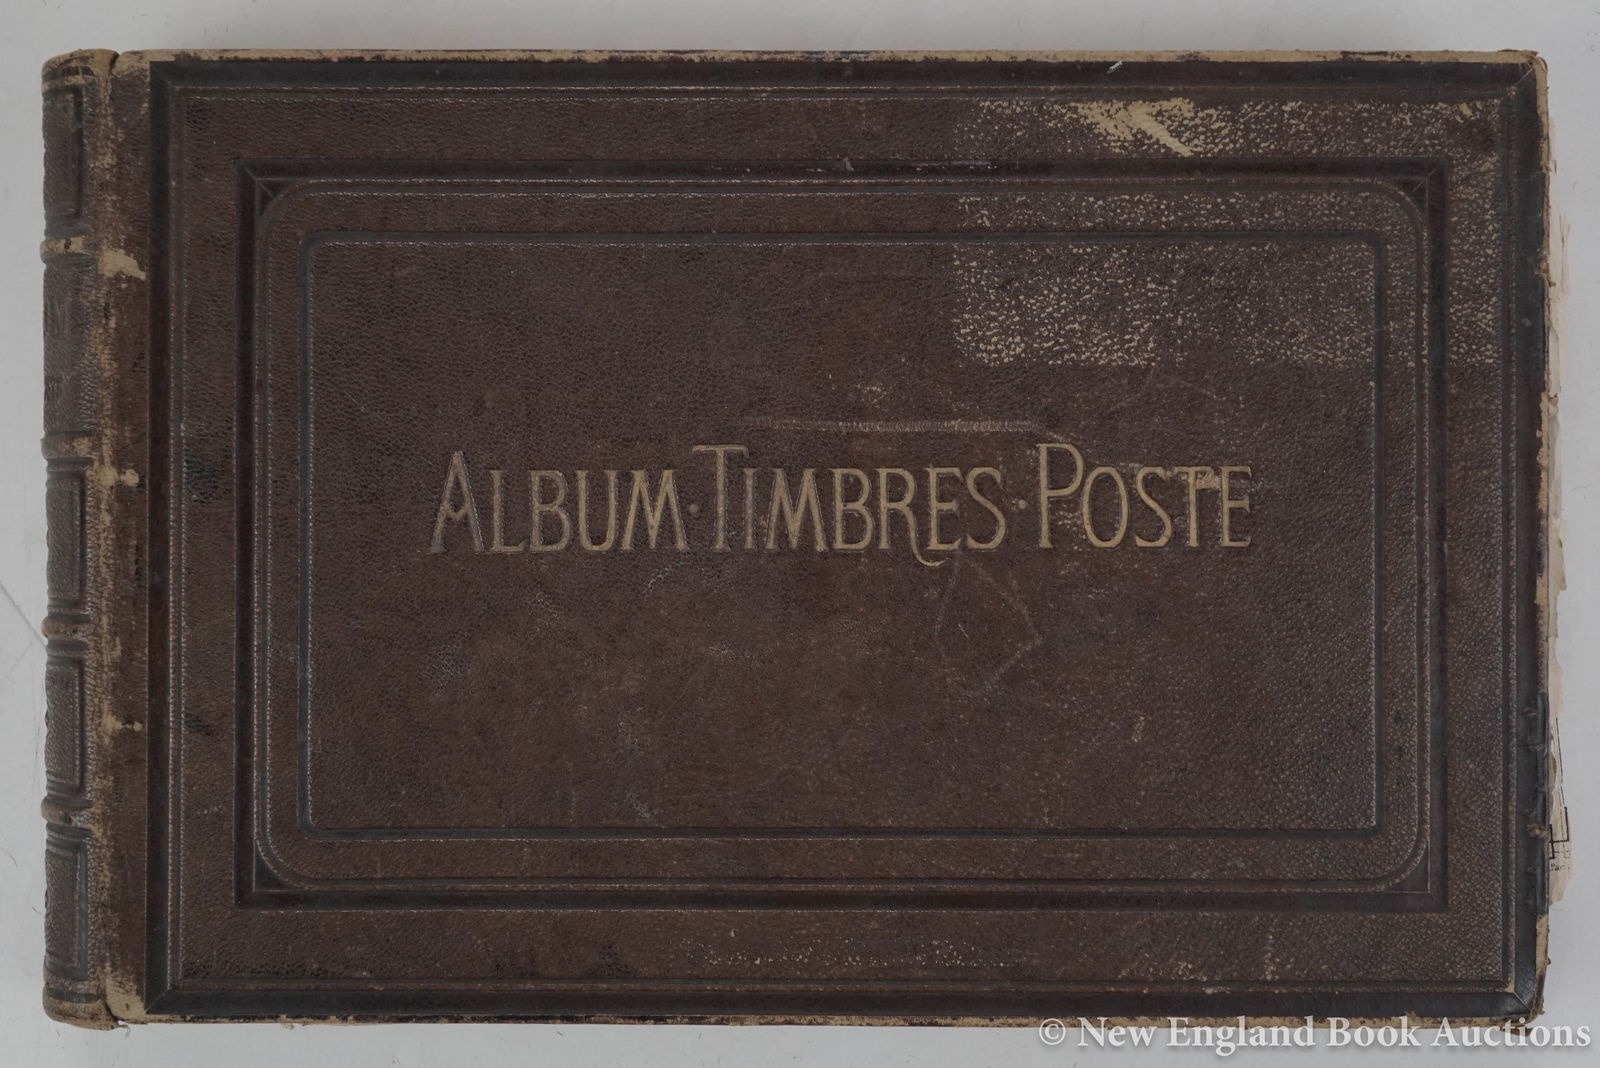 ALBUM·TIMBRES·POSTE
© New England Book Auctions